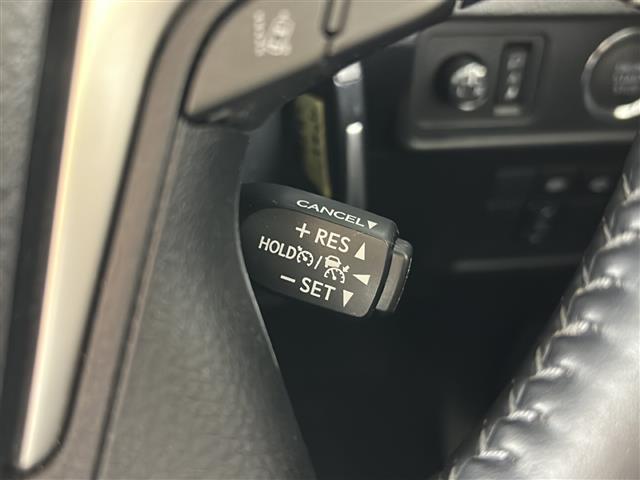 CANCEL▼
+ RES ▲
HOLD / ◀
− SET ▼